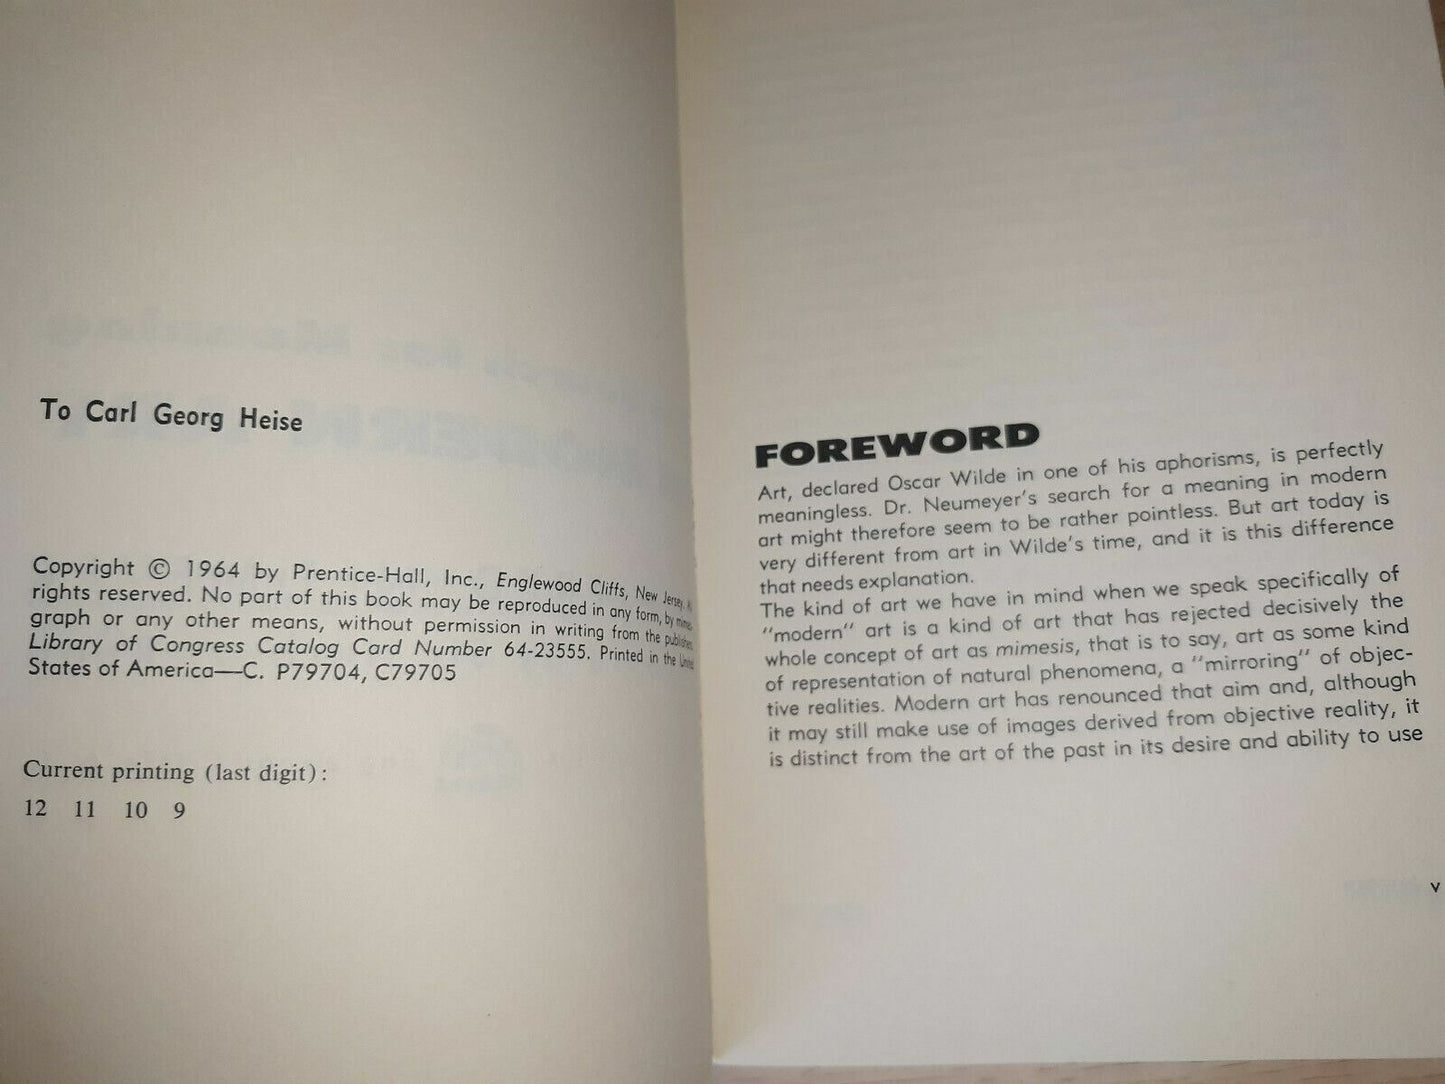 To Carl Georg Heise
Copyright © 1964 by Prentice-Hall, Inc., Englewood Cliffs, New Jersey. A
rights reserved. No part of this book may be reproduced in any form, by mime
graph or any other means, without permission in writing from the publishers.
Library of Congress Catalog Card Number 64-23555. Printed in the United
States of America—C. P79704, C79705
Current printing (last digit):
12 11 10 9
FOREWORD
Art, declared Oscar Wilde in one of his aphorisms, is perfectly
meaningless. Dr. Neumeyer's search for a meaning in modern
art might therefore seem to be rather pointless. But art today is
very different from art in Wilde's time, and it is this difference
that needs explanation.
The kind of art we have in mind when we speak specifically of
"modern" art is a kind of art that has rejected decisively the
whole concept of art as mimesis, that is to say, art as some kind
of representation of natural phenomena, a "mirroring" of objec-
tive realities. Modern art has renounced that aim and, although
it may still make use of images derived from objective reality, it
is distinct from the art of the past in its desire and ability to use
v